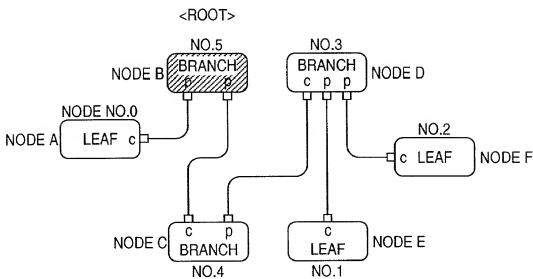 <ROOT>
NO.5
NODE B
BRANCH
p p
NO.3
BRANCH
c p p
NODE D
NODE NO.0
NODE A
LEAF c
NO.2
c LEAF
NODE F
c p
NODE C
BRANCH
NO.4
c
LEAF
NODE E
NO.1